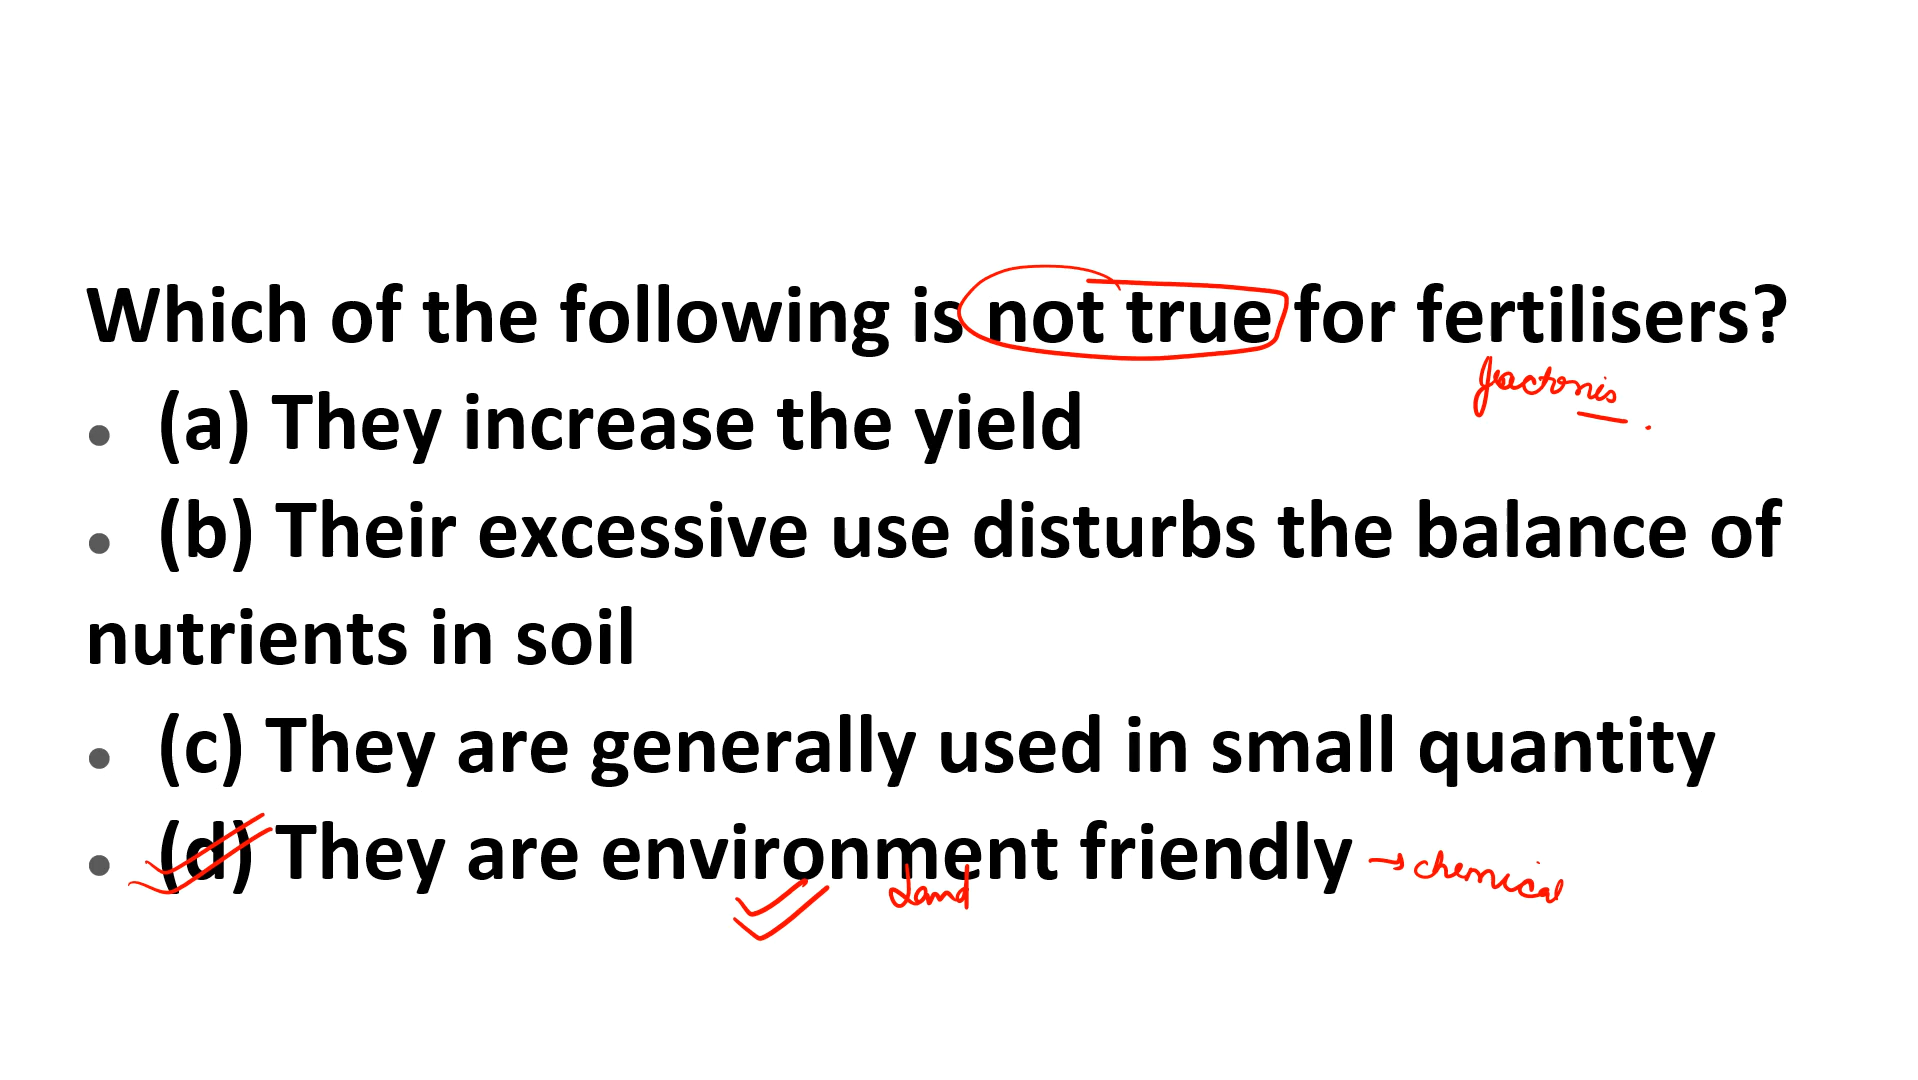 Which of the following is not true for fertilisers?
• (a) They increase the yield
• (b) Their excessive use disturbs the balance of
nutrients in soil
• (c) They are generally used in small quantity
• (d) They are environment friendly → chemical
Land